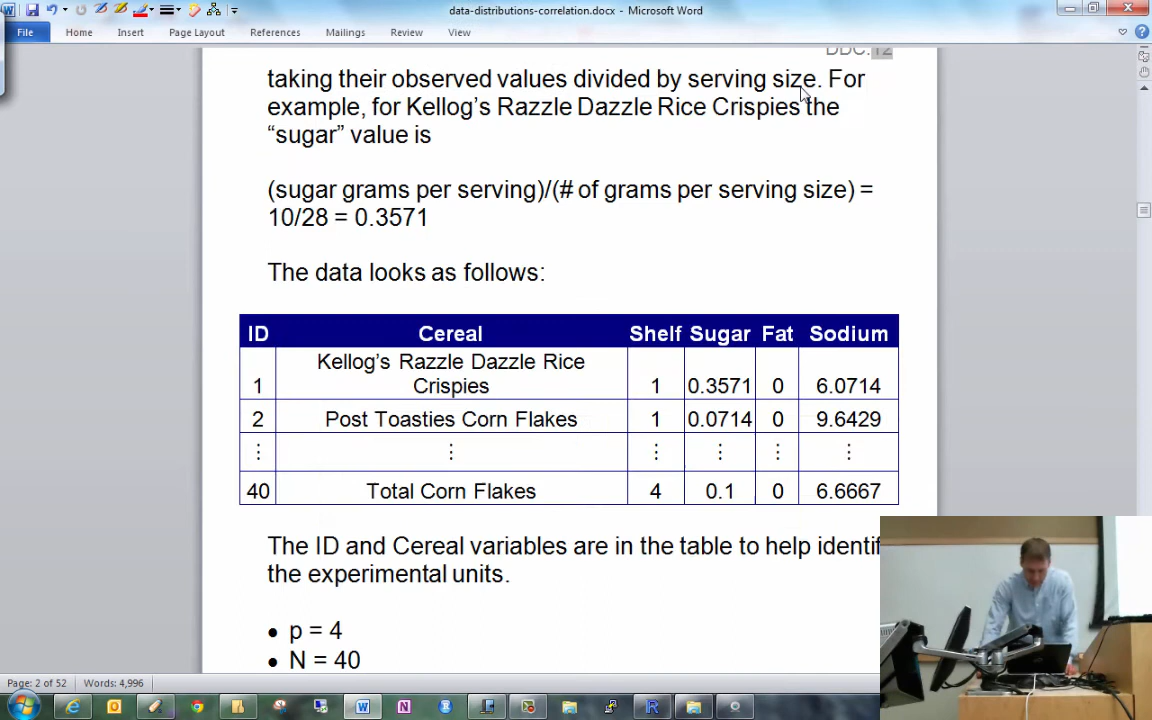 data-distributions-correlation.docx - Microsoft Word
File Home Insert Page Layout References Mailings Review View
DBC.12
taking their observed values divided by serving size. For
example, for Kellog's Razzle Dazzle Rice Crispies the
“sugar” value is
(sugar grams per serving)/(# of grams per serving size) =
10/28 = 0.3571
The data looks as follows:
ID Cereal Shelf Sugar Fat Sodium
1 Kellog's Razzle Dazzle Rice Crispies 1 0.3571 0 6.0714
2 Post Toasties Corn Flakes 1 0.0714 0 9.6429
⋮ ⋮ ⋮ ⋮ ⋮ ⋮
40 Total Corn Flakes 4 0.1 0 6.6667
The ID and Cereal variables are in the table to help identif
the experimental units.
• p = 4
• N = 40
Page: 2 of 52 Words: 4,996